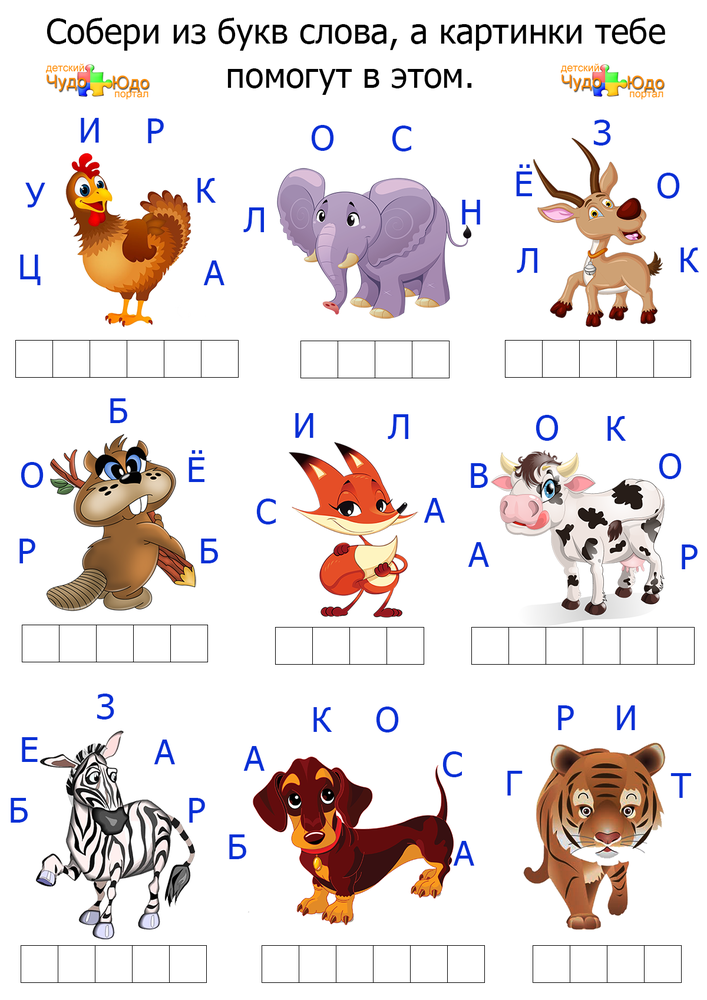 Собери из букв слова, а картинки тебе
помогут в этом.
детский
Чудо Юдо
портал
детский
Чудо Юдо
портал
И Р
У К
Ц А
О С
Л Н
З
Ё О
Л К
Б
О Ё
Р Б
И Л
С А
О К
В О
А Р
З
Е А
Б Р
К О
А С
Б А
Р И
Г Т